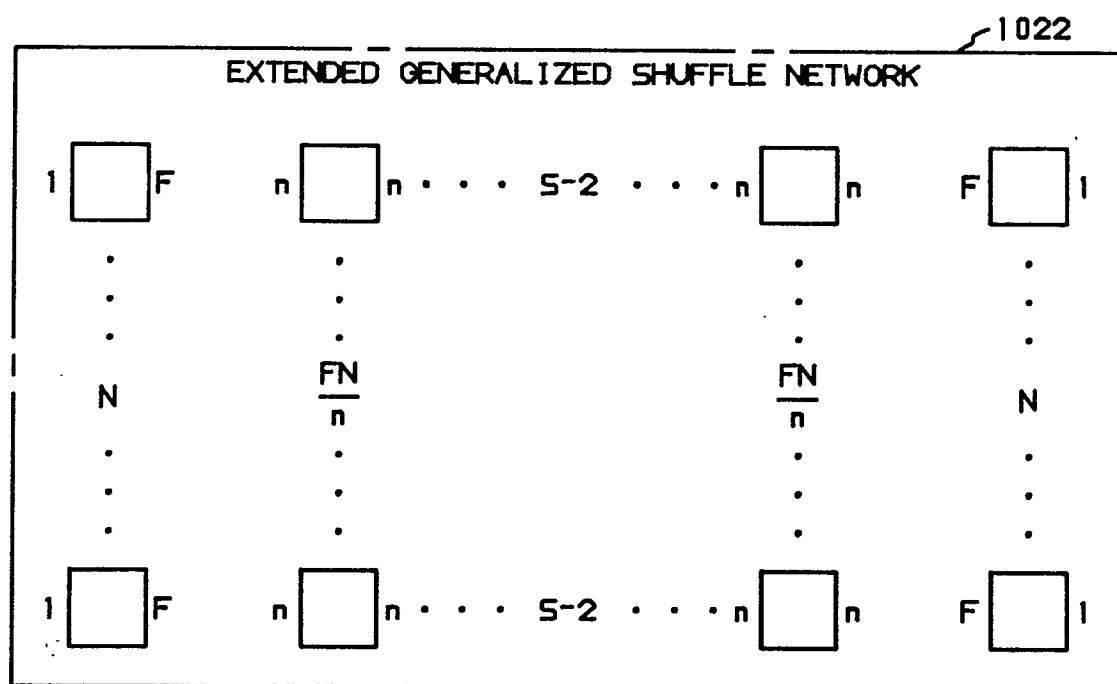 1022
EXTENDED GENERALIZED SHUFFLE NETWORK
1 F n n · · · S-2 · · · n n F 1
N FN/n FN/n N
1 F n n · · · S-2 · · · n n F 1